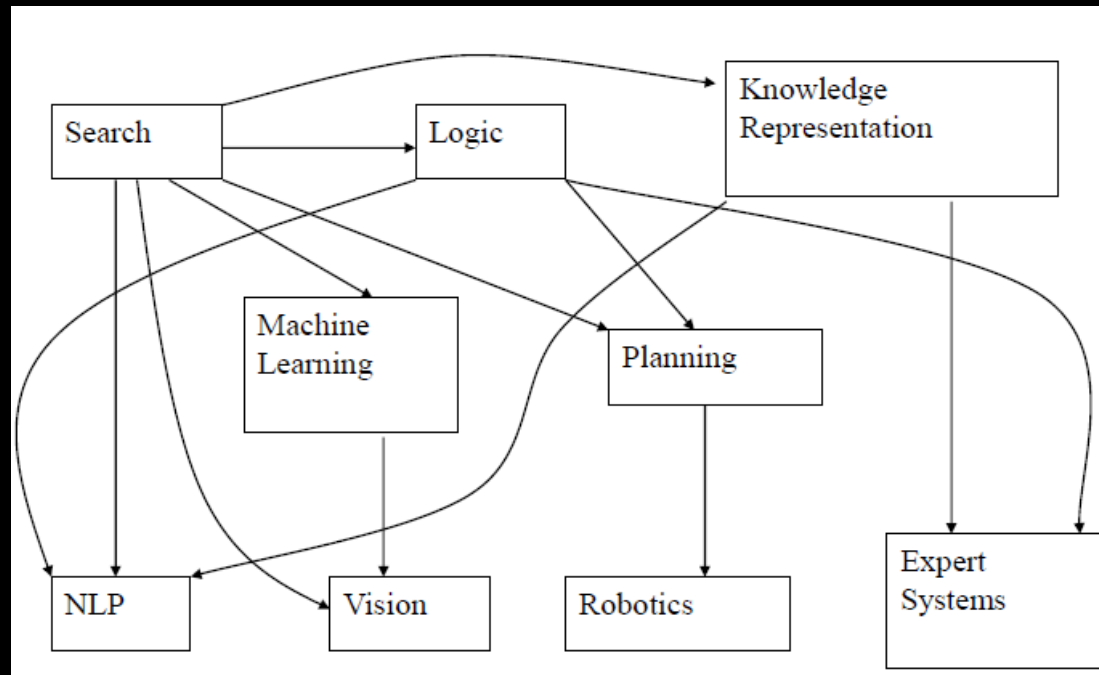 Search
Logic
Knowledge
Representation
Machine
Learning
Planning
NLP
Vision
Robotics
Expert
Systems